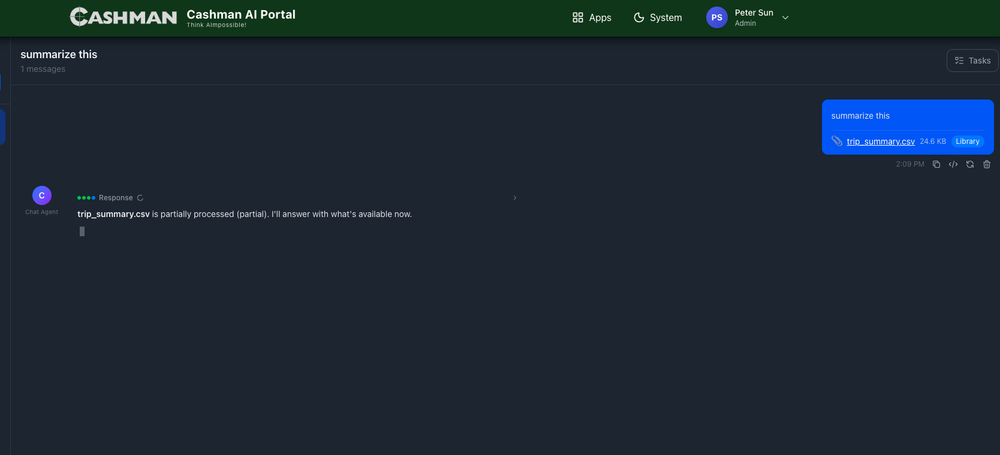 CASHMAN
Cashman AI Portal
Think AImpossible!
Apps
System
PS
Peter Sun
Admin
summarize this
1 messages
Tasks
summarize this
trip_summary.csv 24.6 KB Library
2:09 PM
C
Chat Agent
Response
trip_summary.csv is partially processed (partial). I'll answer with what's available now.